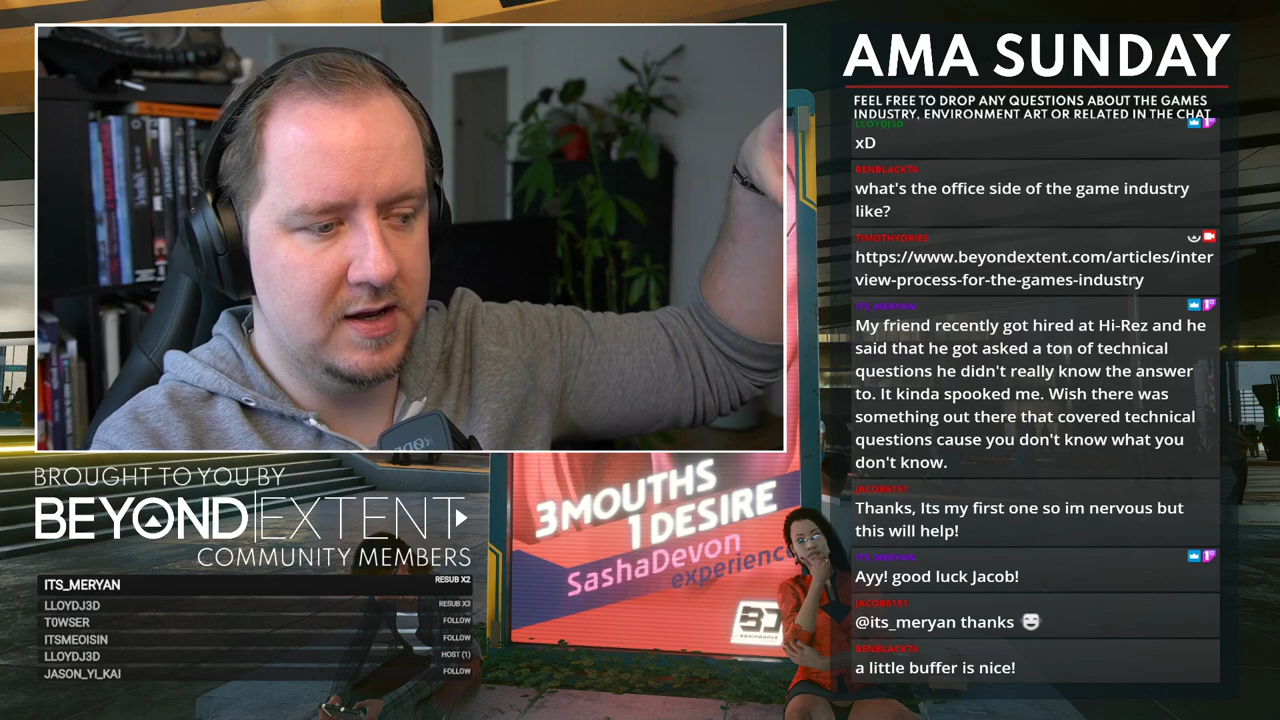 AMA SUNDAY
FEEL FREE TO DROP ANY QUESTIONS ABOUT THE GAMES
INDUSTRY, ENVIRONMENT ART OR RELATED IN THE CHAT
LLOYDJ3D
xD
BENBLACK76
what's the office side of the game industry
like?
TIMOTHYDRIES
https://www.beyondextent.com/articles/inter
view-process-for-the-games-industry
ITS_MERYAN
My friend recently got hired at Hi-Rez and he
said that he got asked a ton of technical
questions he didn't really know the answer
to. It kinda spooked me. Wish there was
something out there that covered technical
questions cause you don't know what you
don't know.
JACOB6151
Thanks, Its my first one so im nervous but
this will help!
ITS_MERYAN
Ayy! good luck Jacob!
JACOB6151
@its_meryan thanks
BENBLACK76
a little buffer is nice!
BROUGHT TO YOU BY
BEYOND|EXTENT
COMMUNITY MEMBERS
ITS_MERYAN RESUB X2
LLOYDJ3D RESUB X3
T0WSER FOLLOW
ITSMEOISIN FOLLOW
LLOYDJ3D HOST (1)
JASON_YI_KAI FOLLOW
3MOUTHS
1DESIRE
SashaDevon
experience
BD
BRAINDANCE
RØDE